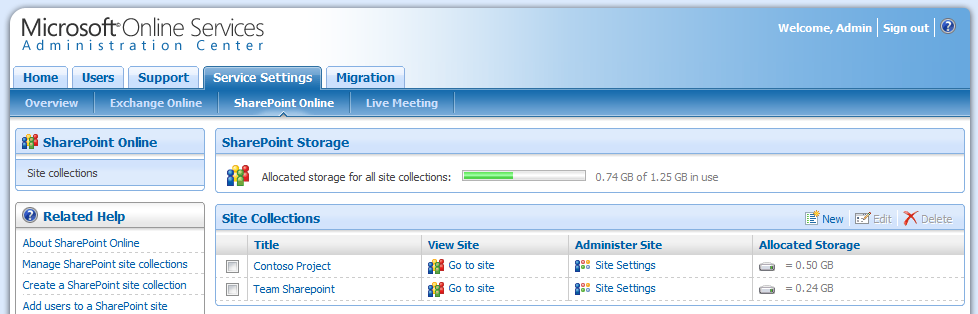 Microsoft® Online Services
Administration Center
Welcome, Admin Sign out ?
Home Users Support Service Settings Migration
Overview Exchange Online SharePoint Online Live Meeting
SharePoint Online
Site collections
? Related Help
About SharePoint Online
Manage SharePoint site collections
Create a SharePoint site collection
Add users to a SharePoint site
SharePoint Storage
Allocated storage for all site collections: 0.74 GB of 1.25 GB in use
Site Collections New Edit Delete
Title View Site Administer Site Allocated Storage
Contoso Project Go to site Site Settings = 0.50 GB
Team Sharepoint Go to site Site Settings = 0.24 GB